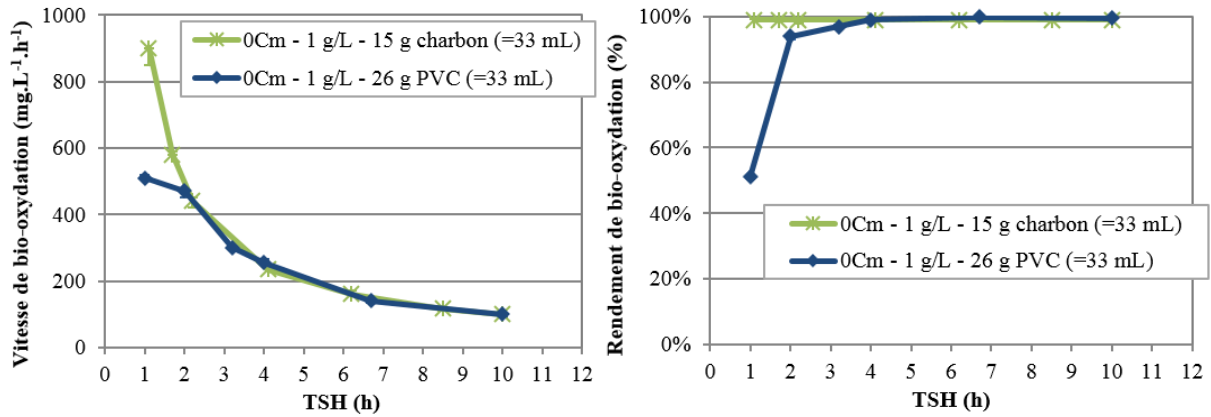 Vitesse de bio-oxydation (mg.L⁻¹.h⁻¹)
1000
800
600
400
200
0
0Cm - 1 g/L - 15 g charbon (=33 mL)
0Cm - 1 g/L - 26 g PVC (=33 mL)
0 1 2 3 4 5 6 7 8 9 10 11 12
TSH (h)
Rendement de bio-oxydation (%)
100%
80%
60%
40%
20%
0%
0Cm - 1 g/L - 15 g charbon (=33 mL)
0Cm - 1 g/L - 26 g PVC (=33 mL)
0 1 2 3 4 5 6 7 8 9 10 11 12
TSH (h)